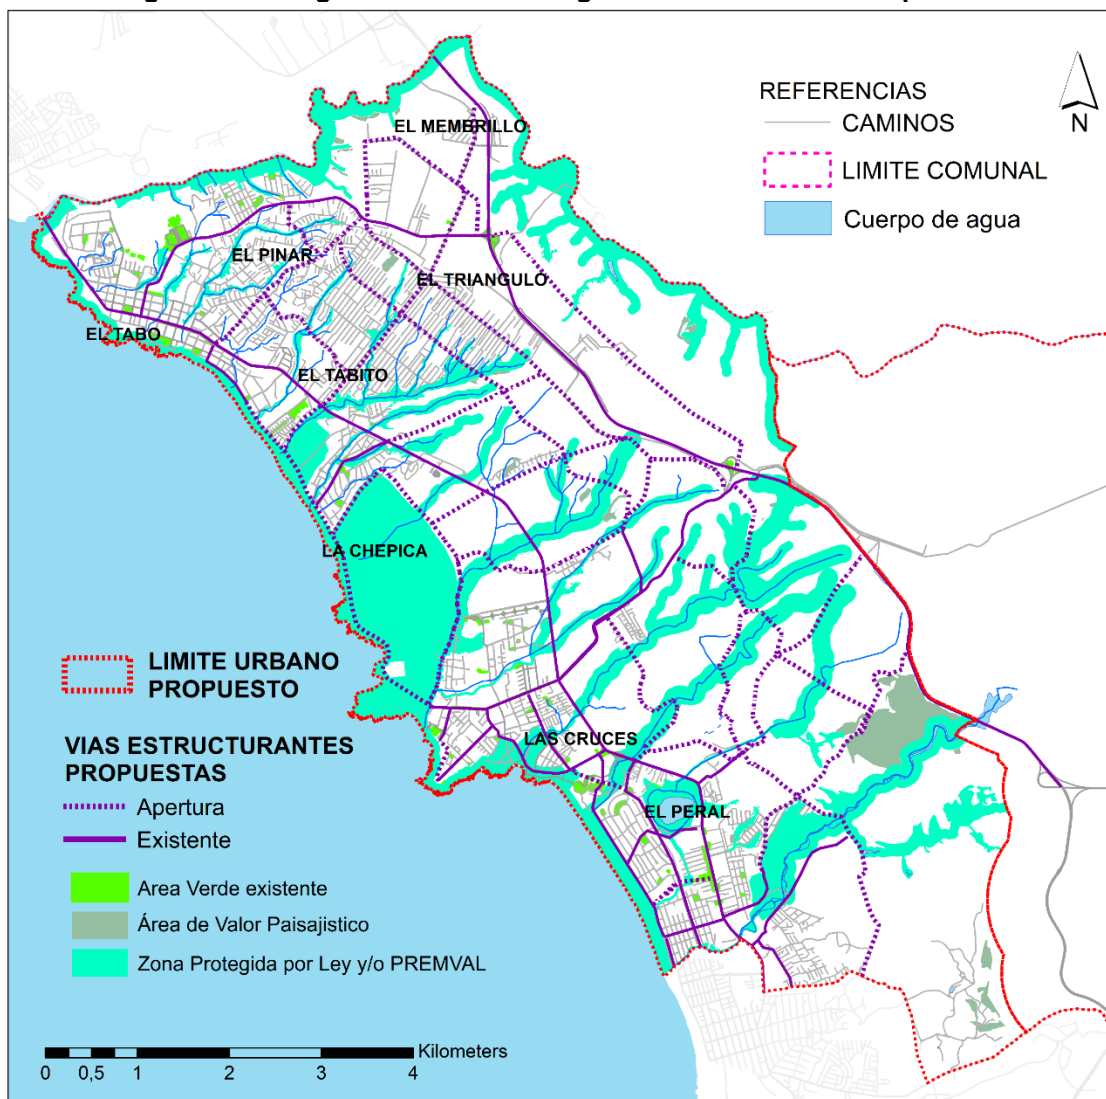 REFERENCIAS
CAMINOS
LIMITE COMUNAL
Cuerpo de agua
N
EL MEMBRILLO
EL PINAR
EL TRIANGULO
EL TABO
EL TABITO
LA CHEPICA
LAS CRUCES
EL PERAL
LIMITE URBANO
PROPUESTO
VIAS ESTRUCTURANTES
PROPUESTAS
Apertura
Existente
Area Verde existente
Área de Valor Paisajistico
Zona Protegida por Ley y/o PREMVAL
Kilometers
0 0,5 1 2 3 4